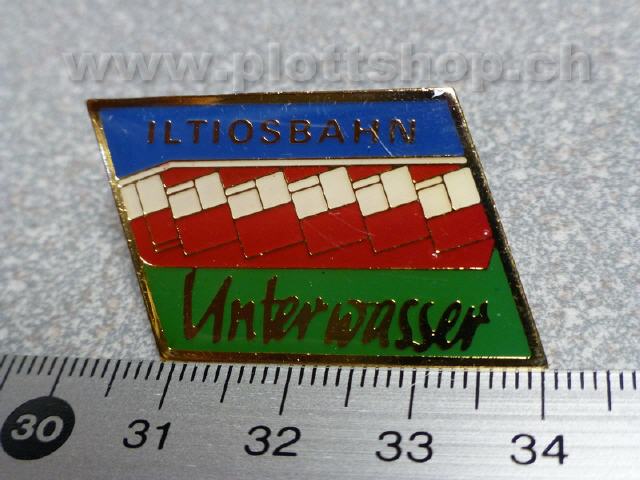 www.plottshop.ch
ILTIOSBAHN
Unterwasser
30 31 32 33 34